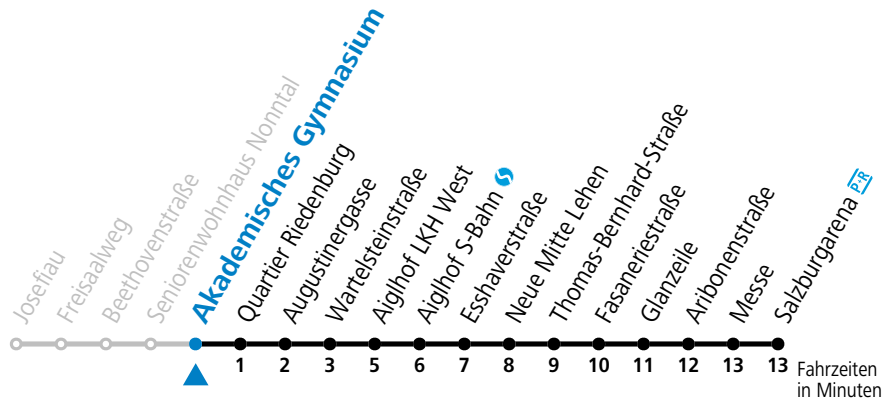 Josefiau
Freisaalweg
Beethovenstraße
Seniorenwohnhaus Nonntal
Akademisches Gymnasium
Quartier Riedenburg
Augustinergasse
Wartelsteinstraße
Aiglhof LKH West
Aiglhof S-Bahn S
Esshaverstraße
Neue Mitte Lehen
Thomas-Bernhard-Straße
Fasaneriestraße
Glanzeile
Aribonenstraße
Messe
Salzburgarena P+R
1 2 3 5 6 7 8 9 10 11 12 13 13
Fahrzeiten
in Minuten